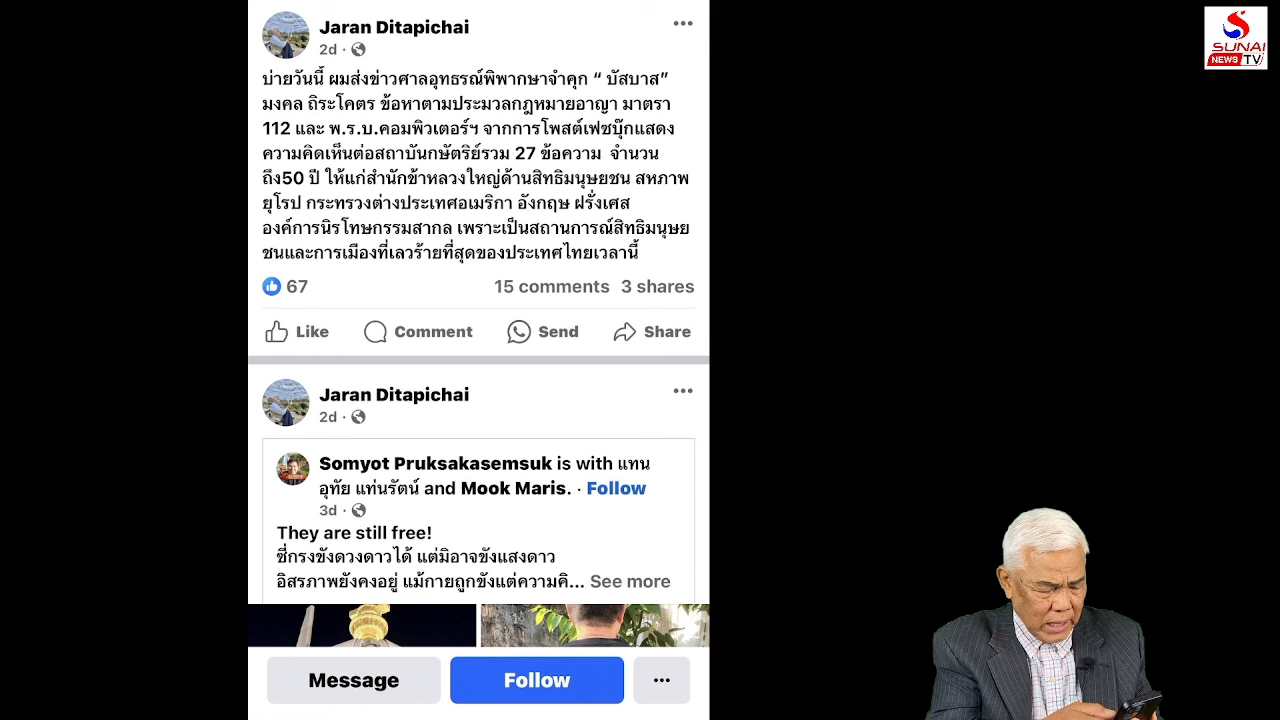 Jaran Ditapichai
2d ·
บ่ายวันนี้ ผมส่งข่าวศาลอุทธรณ์พิพากษาจำคุก “ บัสบาส”
มงคล ถิระโคตร ข้อหาตามประมวลกฎหมายอาญา มาตรา
112 และ พ.ร.บ.คอมพิวเตอร์ฯ จากการโพสต์เฟซบุ๊กแสดง
ความคิดเห็นต่อสถาบันกษัตริย์รวม 27 ข้อความ จำนวน
ถึง50 ปี ให้แก่สำนักข้าหลวงใหญ่ด้านสิทธิมนุษยชน สหภาพ
ยุโรป กระทรวงต่างประเทศอเมริกา อังกฤษ ฝรั่งเศส
องค์การนิรโทษกรรมสากล เพราะเป็นสถานการณ์สิทธิมนุษย
ชนและการเมืองที่เลวร้ายที่สุดของประเทศไทยเวลานี้
67 15 comments 3 shares
Like Comment Send Share
Jaran Ditapichai
2d ·
Somyot Pruksakasemsuk is with แทน
อุทัย แท่นรัตน์ and Mook Maris. · Follow
3d ·
They are still free!
ซี่กรงขังดวงดาวได้ แต่มิอาจขังแสงดาว
อิสรภาพยังคงอยู่ แม้กายถูกขังแต่ความคิ... See more
Message Follow ...
SUNAI
NEWS TV